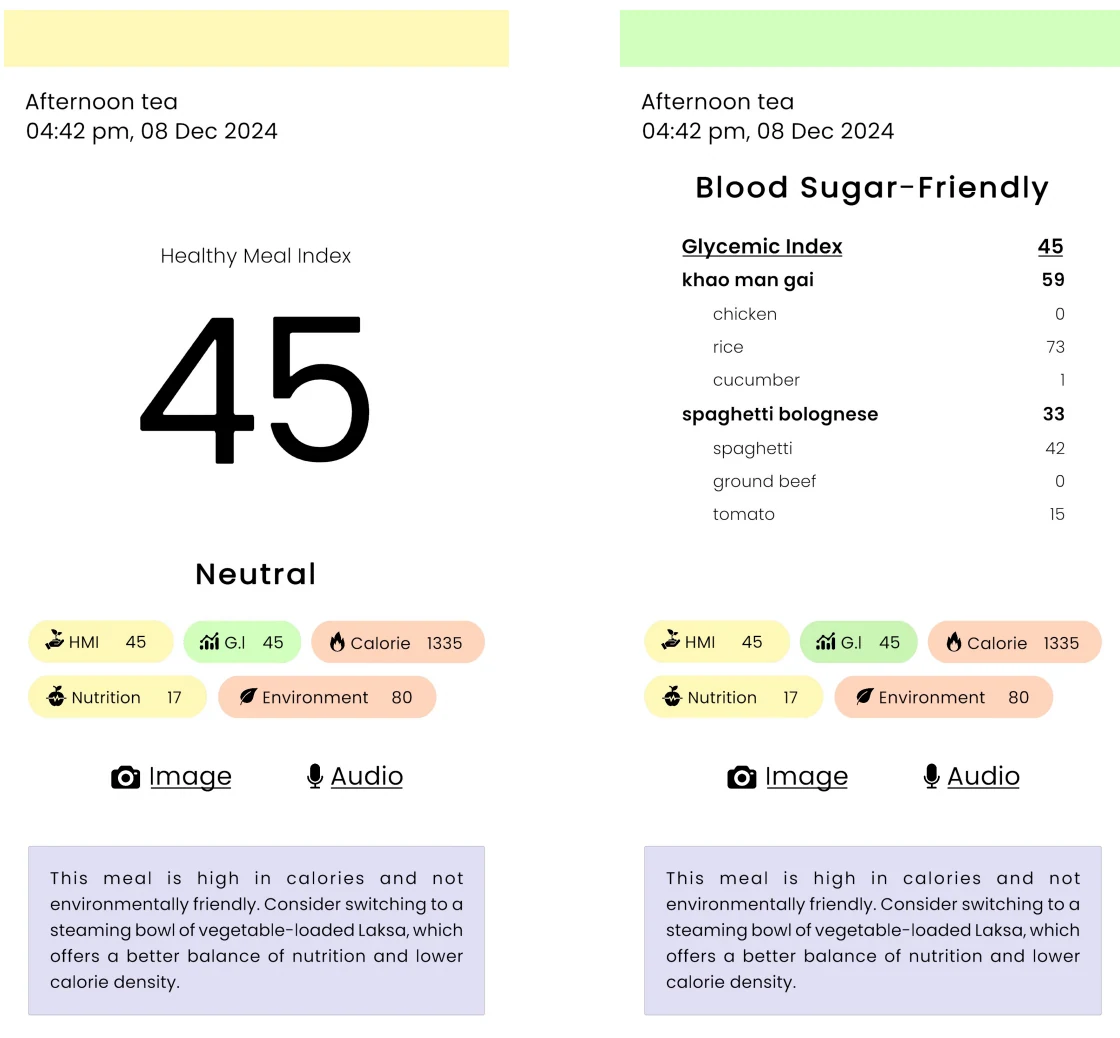 Afternoon tea
04:42 pm, 08 Dec 2024
Healthy Meal Index
45
Neutral
HMI 45
G.I 45
Calorie 1335
Nutrition 17
Environment 80
Image
Audio
This meal is high in calories and not
environmentally friendly. Consider switching to a
steaming bowl of vegetable-loaded Laksa, which
offers a better balance of nutrition and lower
calorie density.
Afternoon tea
04:42 pm, 08 Dec 2024
Blood Sugar-Friendly
Glycemic Index 45
khao man gai 59
chicken 0
rice 73
cucumber 1
spaghetti bolognese 33
spaghetti 42
ground beef 0
tomato 15
HMI 45
G.I 45
Calorie 1335
Nutrition 17
Environment 80
Image
Audio
This meal is high in calories and not
environmentally friendly. Consider switching to a
steaming bowl of vegetable-loaded Laksa, which
offers a better balance of nutrition and lower
calorie density.